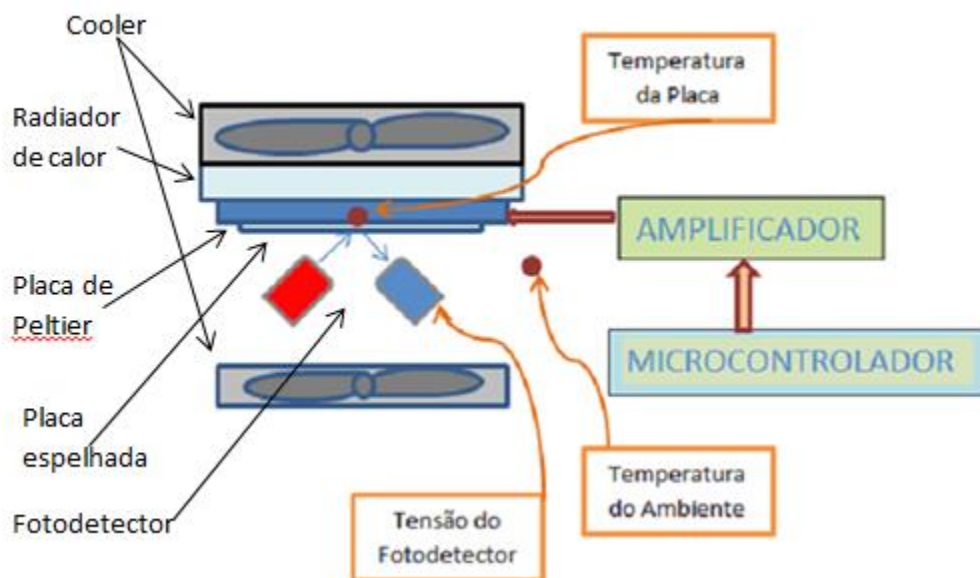 Cooler
Temperatura
da Placa
Radiador
de calor
AMPLIFICADOR
Placa de
Peltier
MICROCONTROLADOR
Placa
espelhada
Temperatura
do Ambiente
Fotodetector
Tensão do
Fotodetector